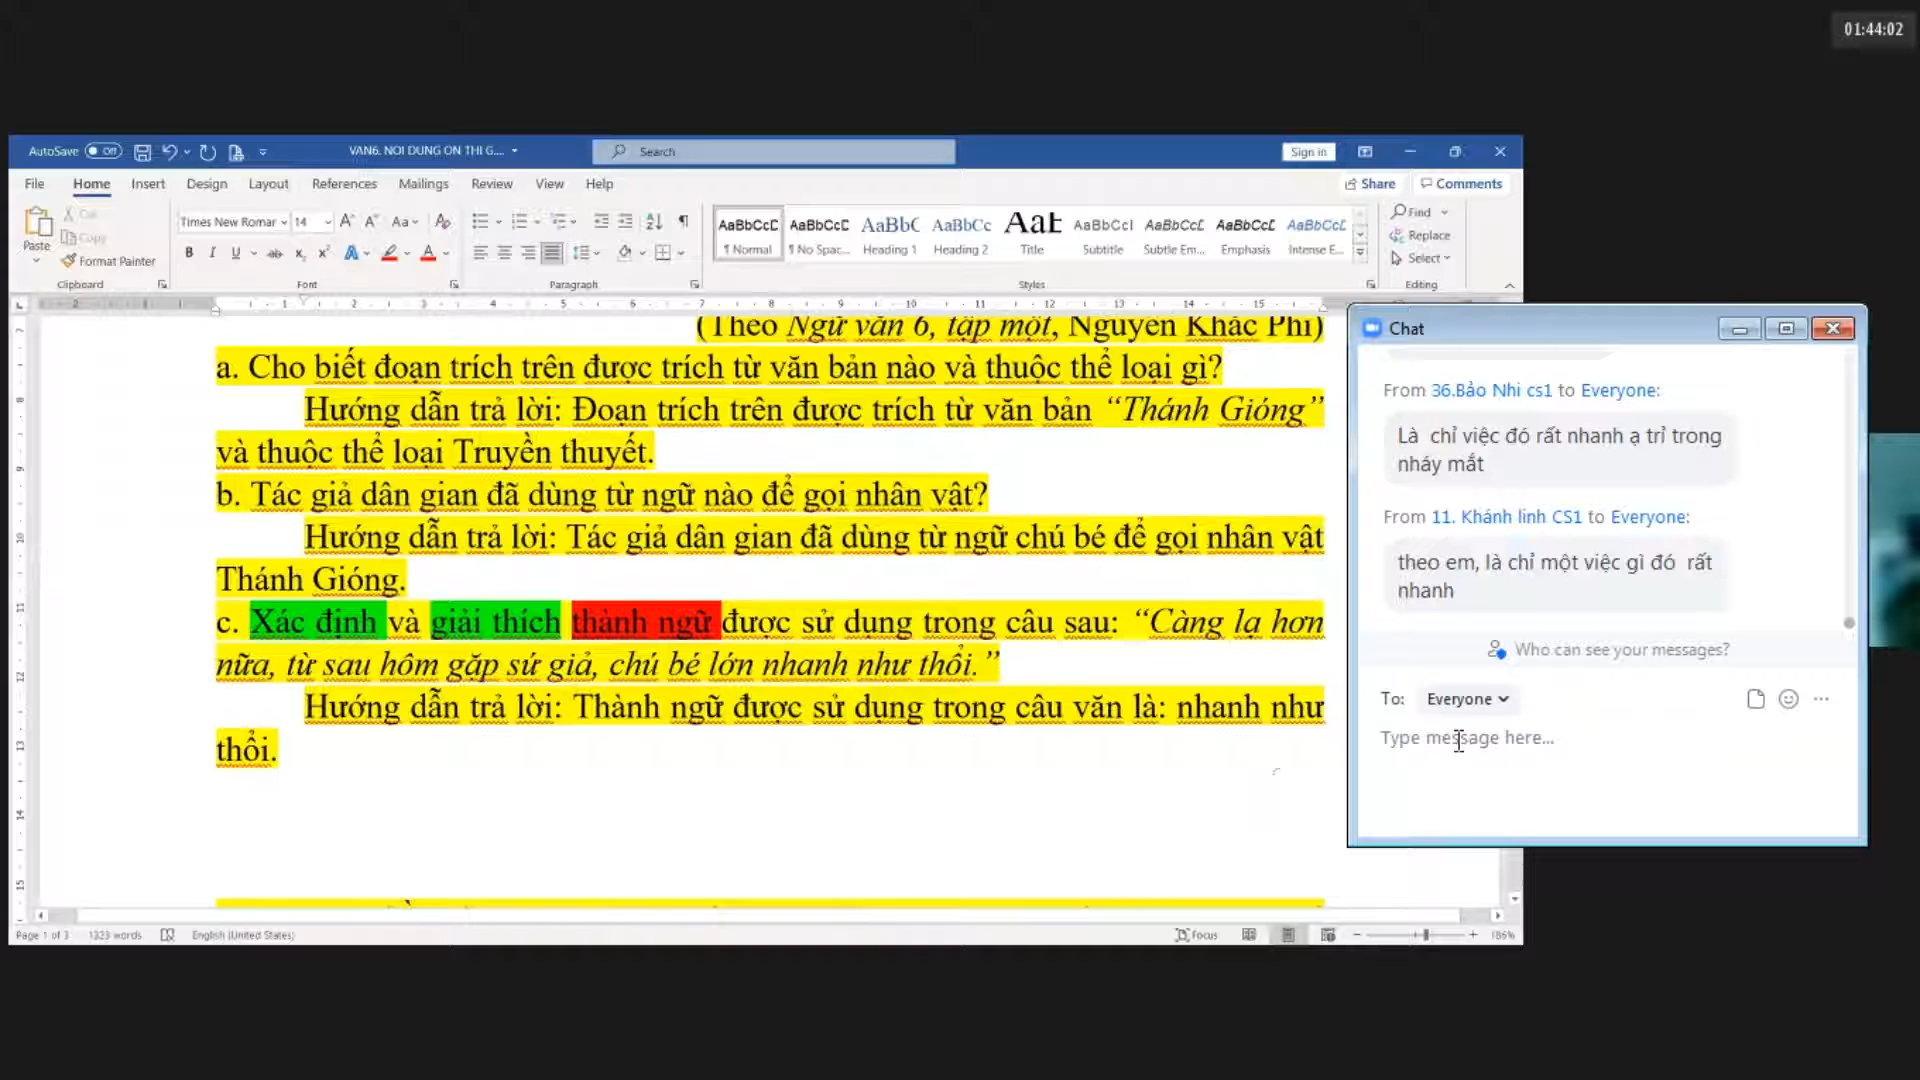 01:44:02
AutoSave Off VAN6. NOI DUNG ON THI G.... Search Sign in
File Home Insert Design Layout References Mailings Review View Help Share Comments
Paste Cut Copy Format Painter
Times New Roman 14
AaBbCcD AaBbCcD AaBbC AaBbCc AaB AaBbCcI AaBbCcD AaBbCcD AaBbCcD
¶ Normal ¶ No Spac... Heading 1 Heading 2 Title Subtitle Subtle Em... Emphasis Intense E...
Find
Replace
Select
Clipboard Font Paragraph Styles Editing
(Theo Ngữ văn 6, tập một, Nguyễn Khắc Phi)
a. Cho biết đoạn trích trên được trích từ văn bản nào và thuộc thể loại gì?
Hướng dẫn trả lời: Đoạn trích trên được trích từ văn bản “Thánh Gióng”
và thuộc thể loại Truyền thuyết.
b. Tác giả dân gian đã dùng từ ngữ nào để gọi nhân vật?
Hướng dẫn trả lời: Tác giả dân gian đã dùng từ ngữ chú bé để gọi nhân vật
Thánh Gióng.
c. Xác định và giải thích thành ngữ được sử dụng trong câu sau: “Càng lạ hơn
nữa, từ sau hôm gặp sứ giả, chú bé lớn nhanh như thổi.”
Hướng dẫn trả lời: Thành ngữ được sử dụng trong câu văn là: nhanh như
thổi.
Page 1 of 3 1323 words English (United States) Focus 186%
Chat
From 36.Bảo Nhi cs1 to Everyone:
Là chỉ việc đó rất nhanh ạ trỉ trong
nháy mắt
From 11. Khánh linh CS1 to Everyone:
theo em, là chỉ một việc gì đó rất
nhanh
Who can see your messages?
To: Everyone
Type message here...